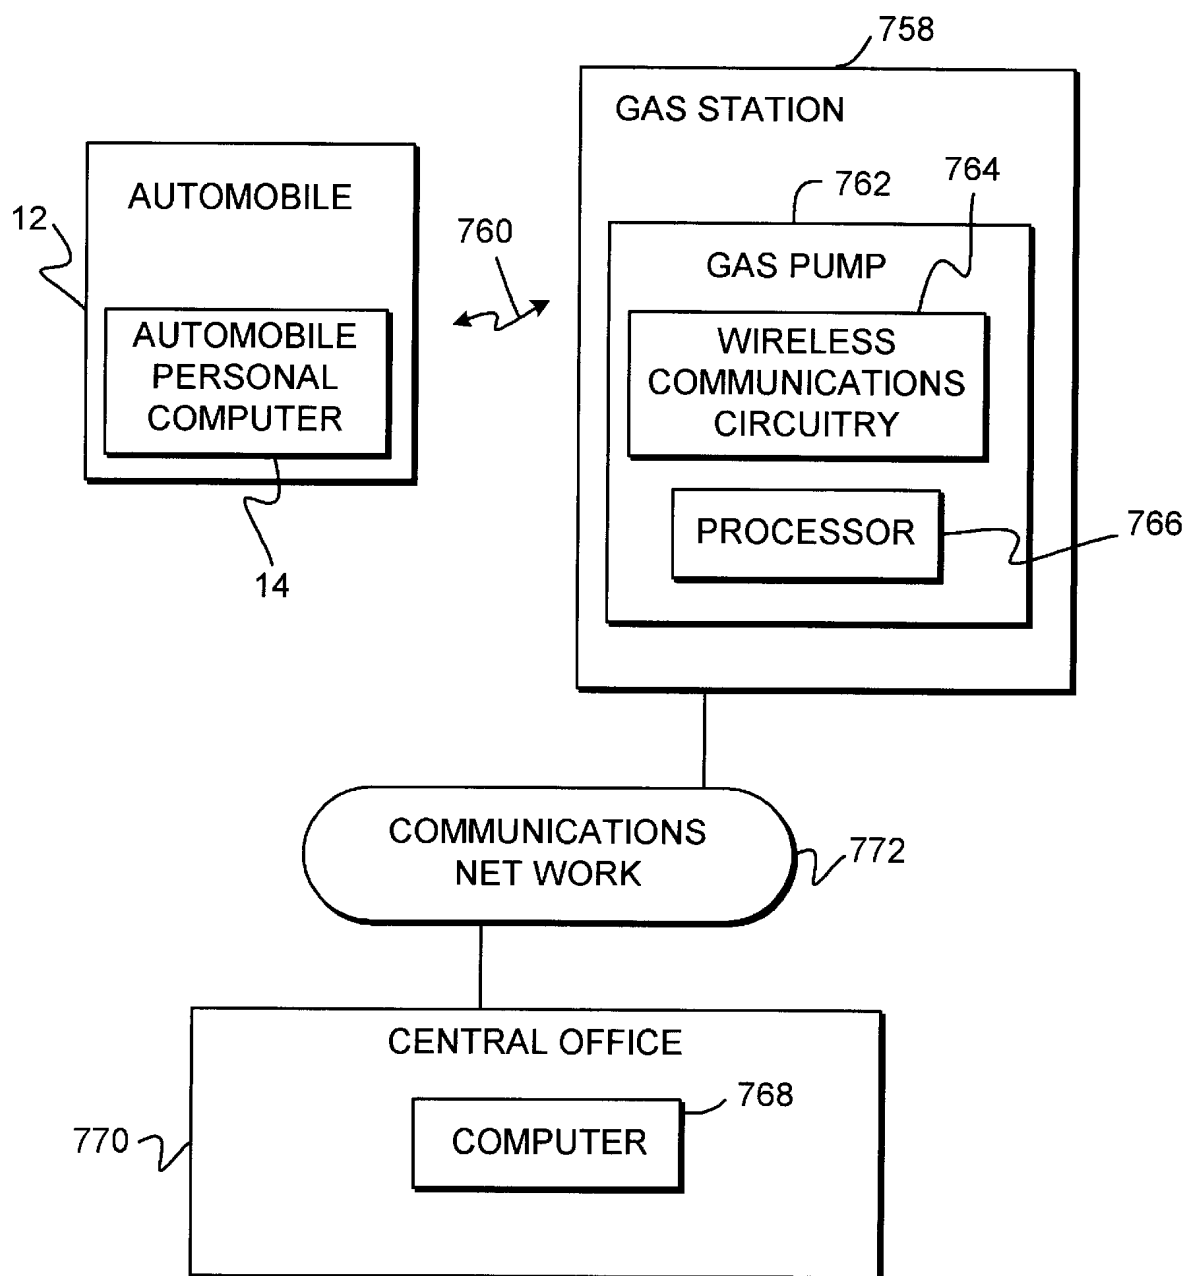 758
GAS STATION
764
762
AUTOMOBILE
12
760
GAS PUMP
AUTOMOBILE
PERSONAL
COMPUTER
WIRELESS
COMMUNICATIONS
CIRCUITRY
PROCESSOR
766
14
COMMUNICATIONS
NET WORK
772
CENTRAL OFFICE
768
770
COMPUTER